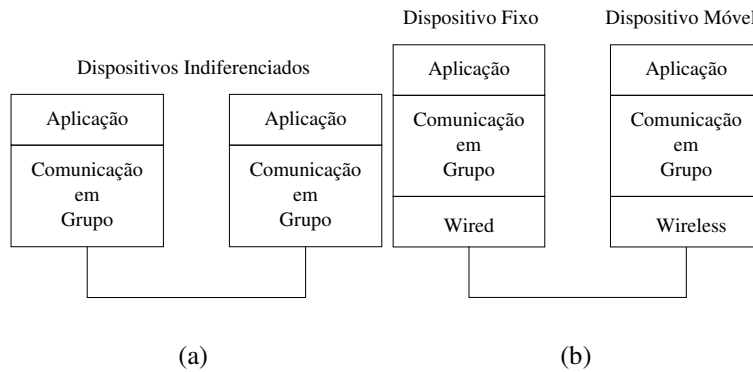 Dispositivos Indiferenciados
Aplicação
Comunicação
em
Grupo
Aplicação
Comunicação
em
Grupo
(a)
Dispositivo Fixo
Aplicação
Comunicação
em
Grupo
Wired
Dispositivo Móvel
Aplicação
Comunicação
em
Grupo
Wireless
(b)